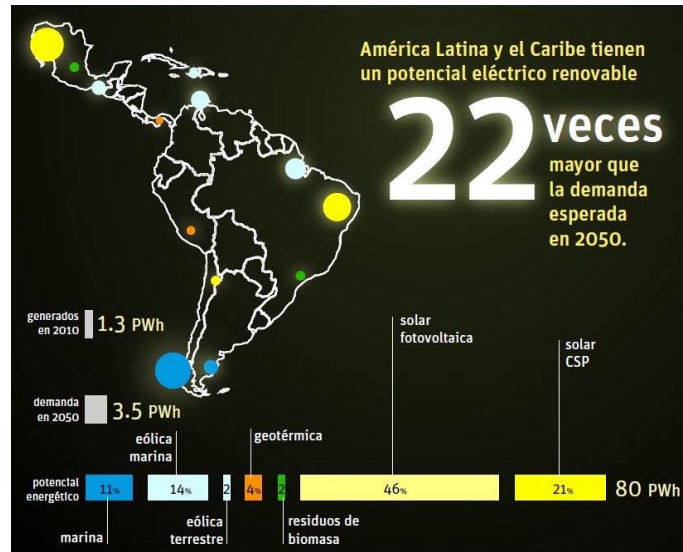 América Latina y el Caribe tienen
un potencial eléctrico renovable
22 veces
mayor que
la demanda
esperada
en 2050.
generados
en 2010
1.3 PWh
demanda
en 2050
3.5 PWh
solar
fotovoltaica
solar
CSP
eólica
marina
geotérmica
potencial
energético
11%
14%
2
4%
2
46%
21%
80 PWh
marina
eólica
terrestre
residuos de
biomasa